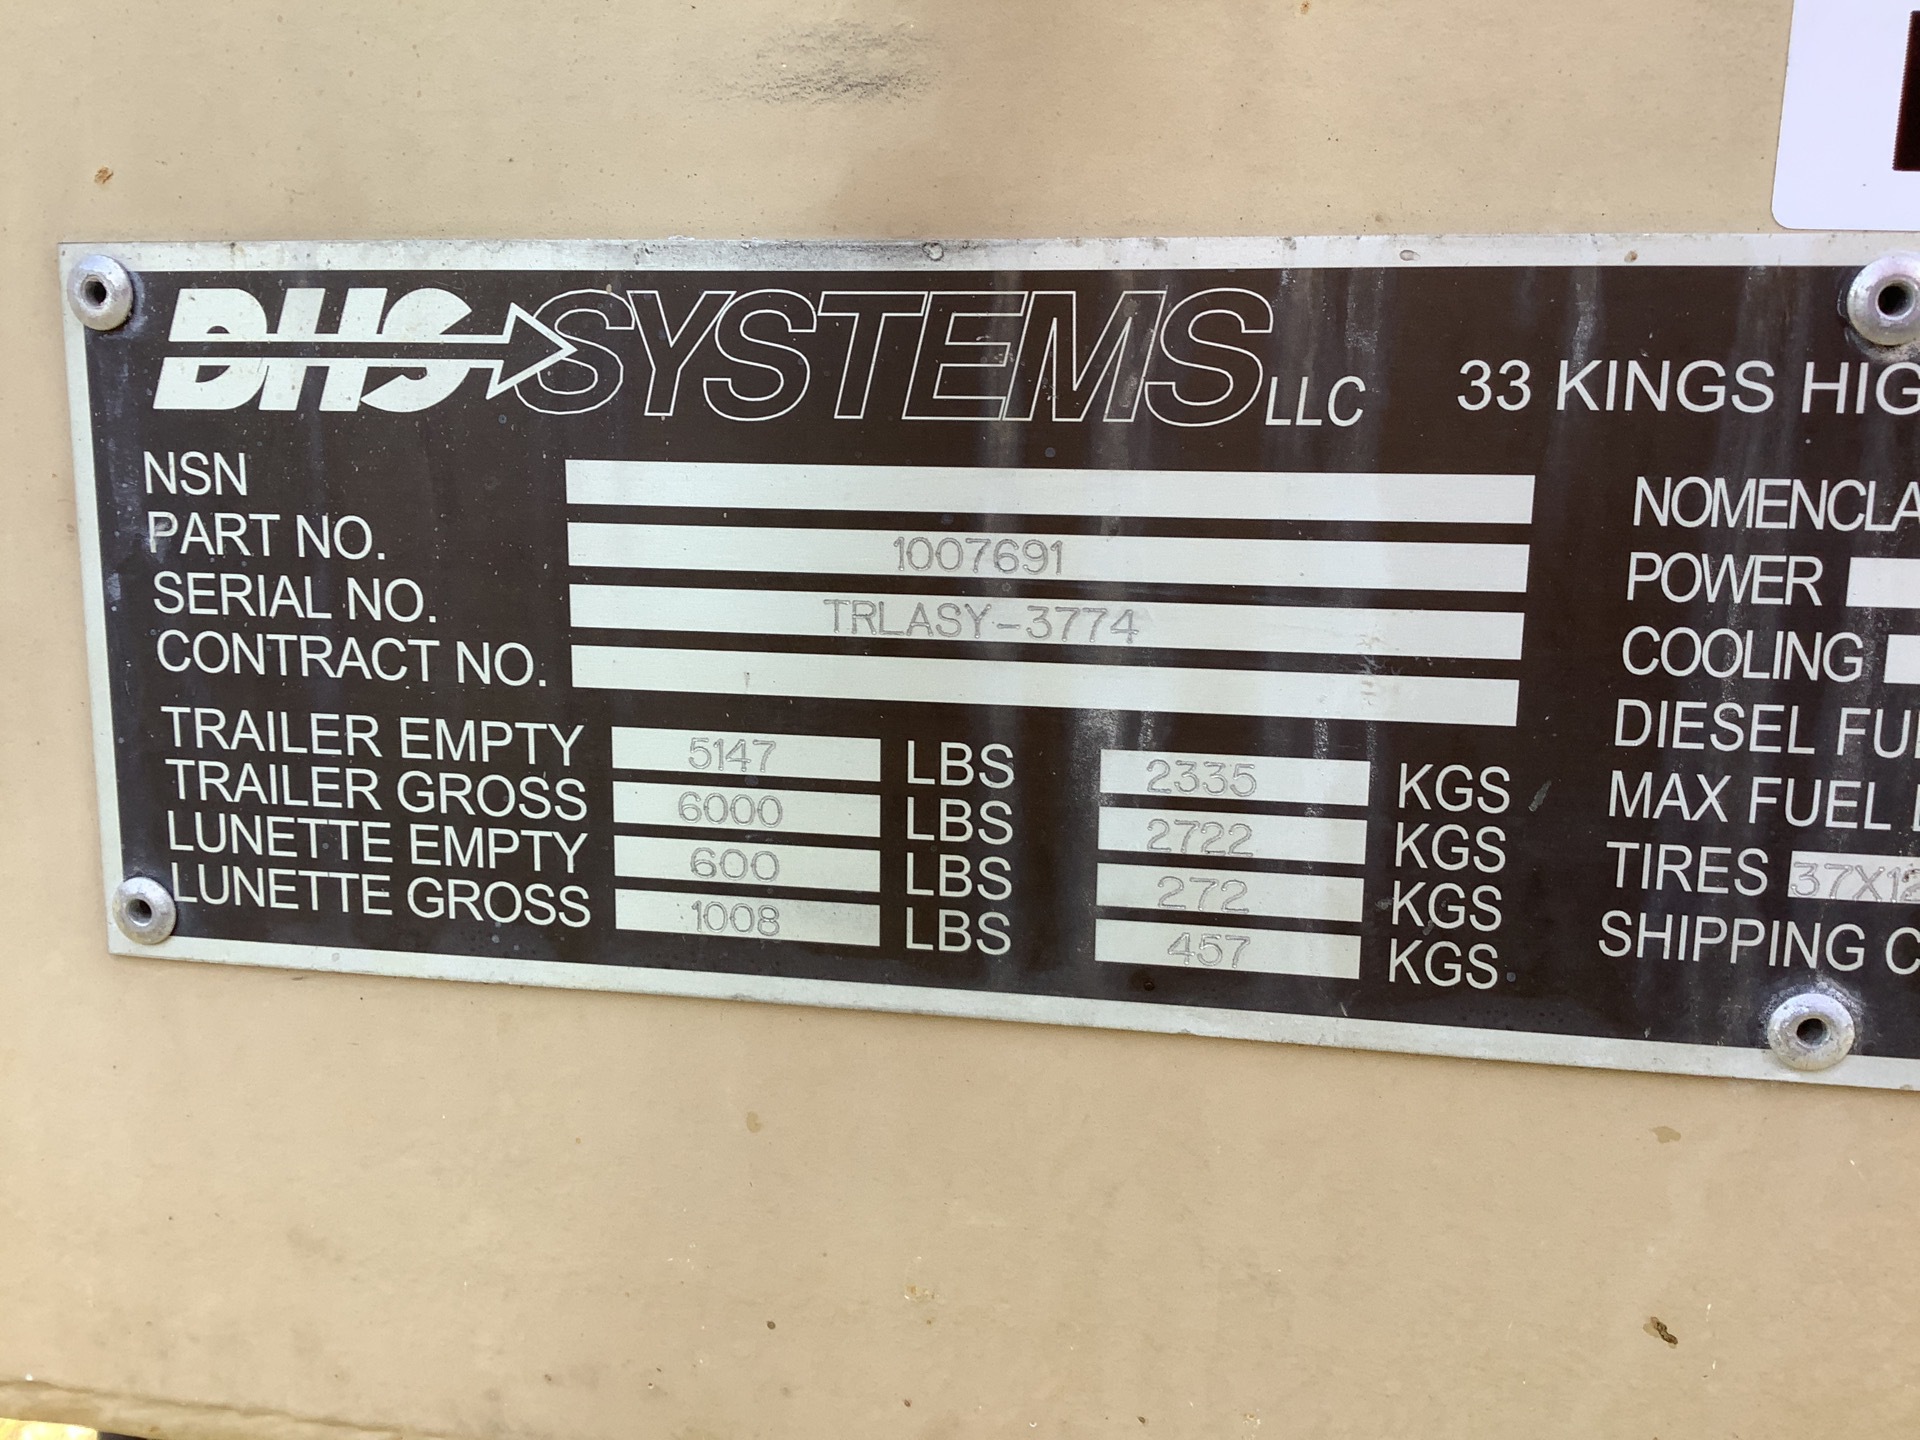 DHS SYSTEMS LLC 33 KINGS HIG
NSN
PART NO. 1007691
SERIAL NO. TRLASY-3774
CONTRACT NO.
TRAILER EMPTY 5147 LBS 2335 KGS
TRAILER GROSS 6000 LBS 2722 KGS
LUNETTE EMPTY 600 LBS 272 KGS
LUNETTE GROSS 1008 LBS 457 KGS
NOMENCLA
POWER
COOLING
DIESEL FU
MAX FUEL
TIRES 37X12
SHIPPING C